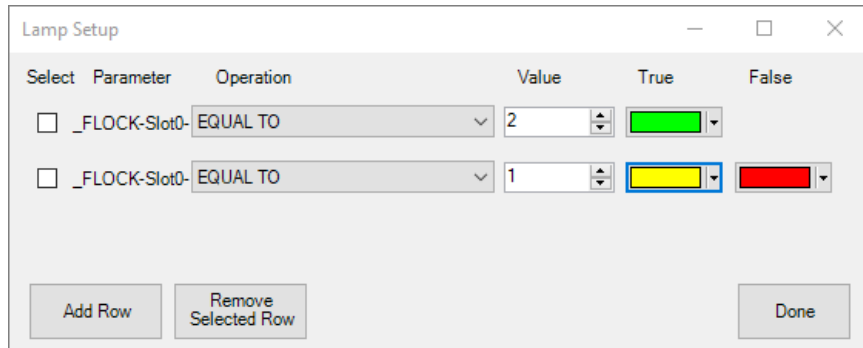 Lamp Setup
Select Parameter Operation Value True False
_FLOCK-Slot0- EQUAL TO 2
_FLOCK-Slot0- EQUAL TO 1
Add Row
Remove
Selected Row
Done